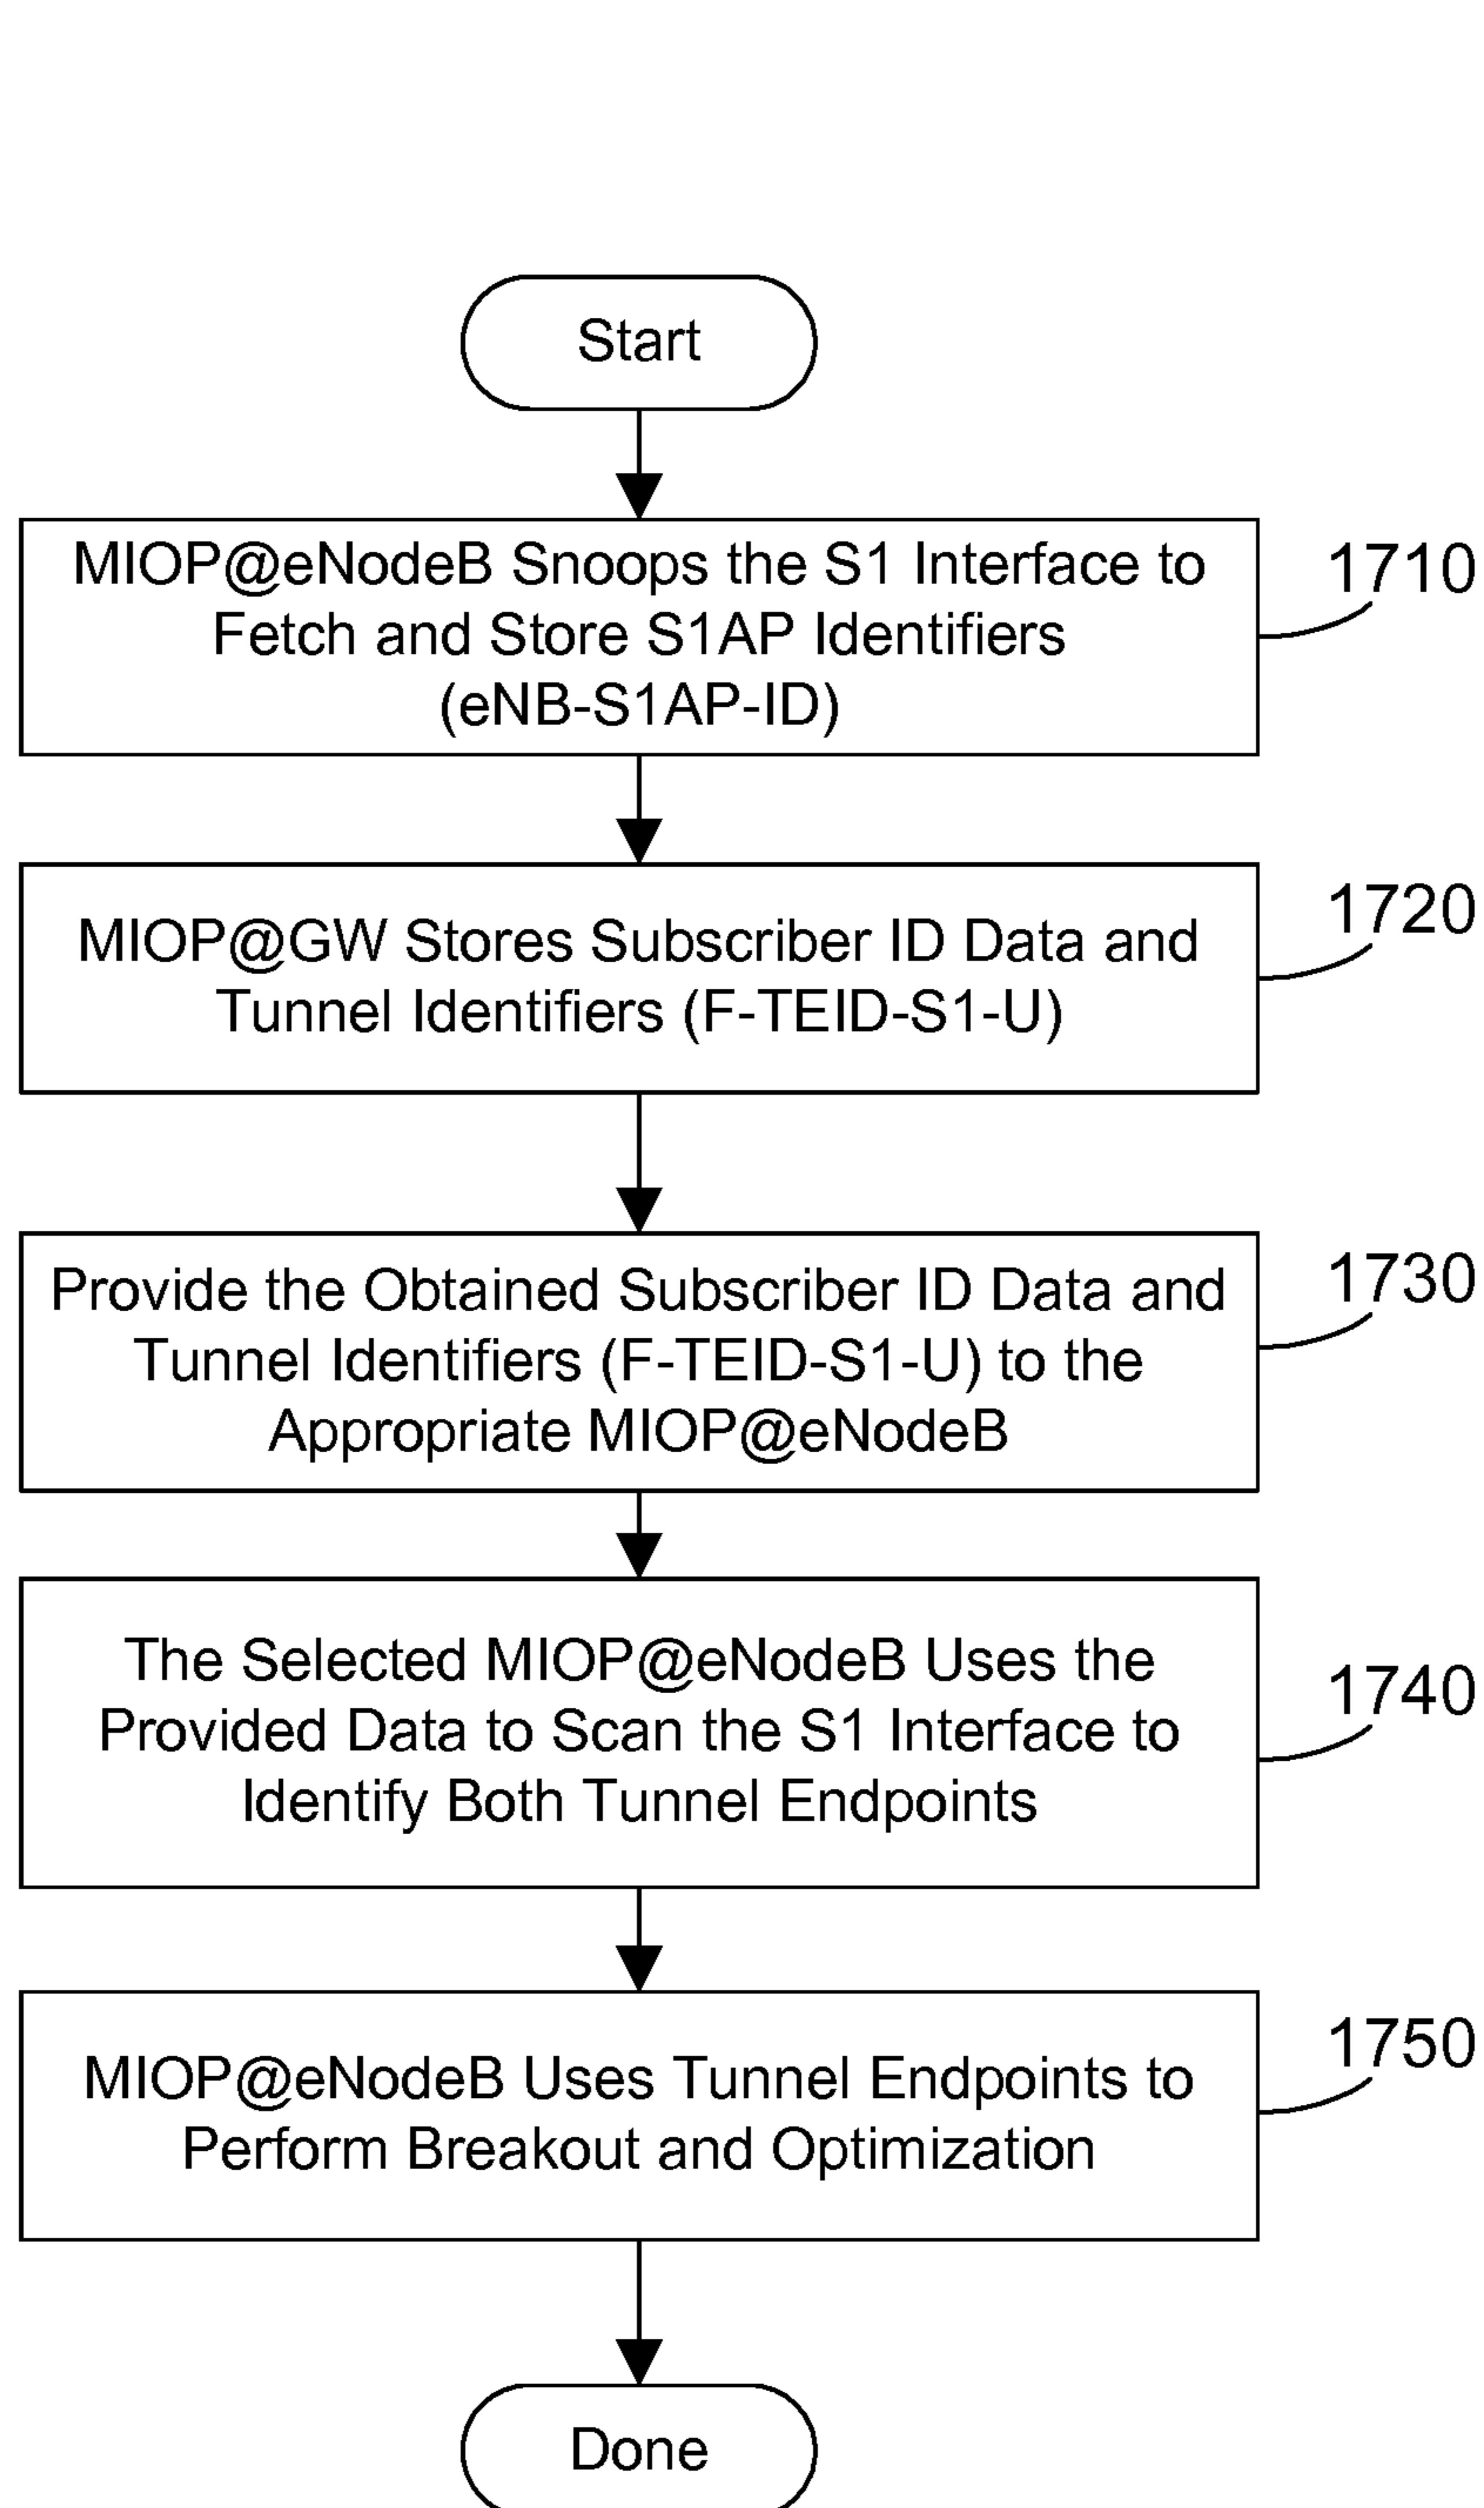 Start
MIOP@eNodeB Snoops the S1 Interface to
Fetch and Store S1AP Identifiers
(eNB-S1AP-ID)
1710
MIOP@GW Stores Subscriber ID Data and
Tunnel Identifiers (F-TEID-S1-U)
1720
Provide the Obtained Subscriber ID Data and
Tunnel Identifiers (F-TEID-S1-U) to the
Appropriate MIOP@eNodeB
1730
The Selected MIOP@eNodeB Uses the
Provided Data to Scan the S1 Interface to
Identify Both Tunnel Endpoints
1740
MIOP@eNodeB Uses Tunnel Endpoints to
Perform Breakout and Optimization
1750
Done